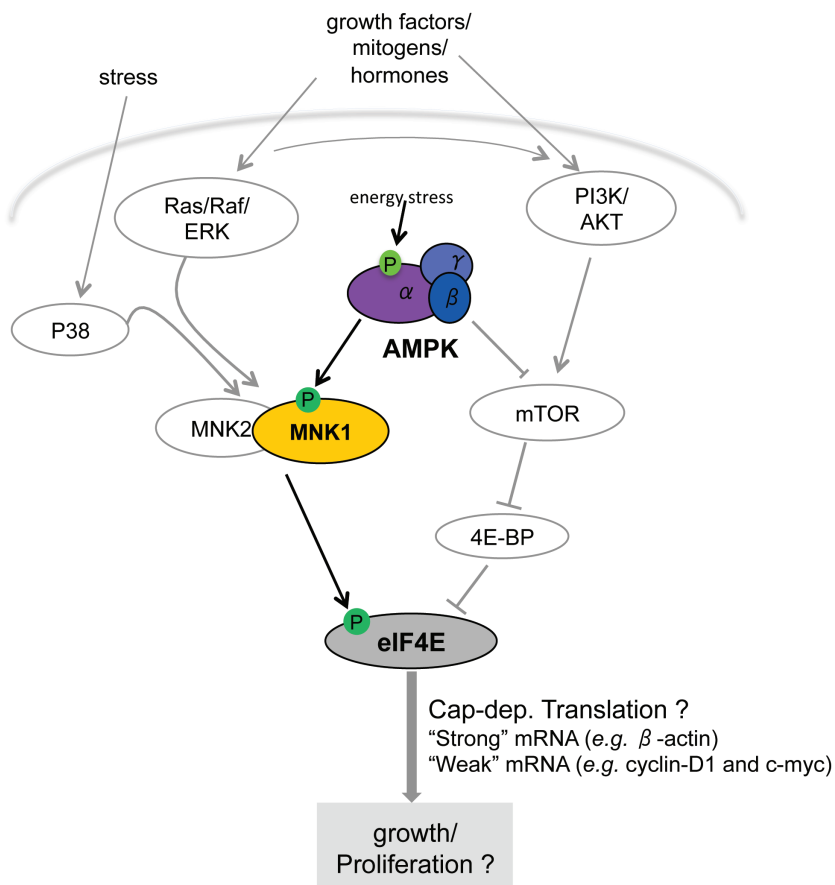 growth factors/
mitogens/
hormones
stress
Ras/Raf/
ERK
energy stress
PI3K/
AKT
P
γ
α
β
P38
AMPK
P
MNK2
MNK1
mTOR
4E-BP
P
eIF4E
Cap-dep. Translation ?
“Strong” mRNA (e.g. β-actin)
“Weak” mRNA (e.g. cyclin-D1 and c-myc)
growth/
Proliferation ?